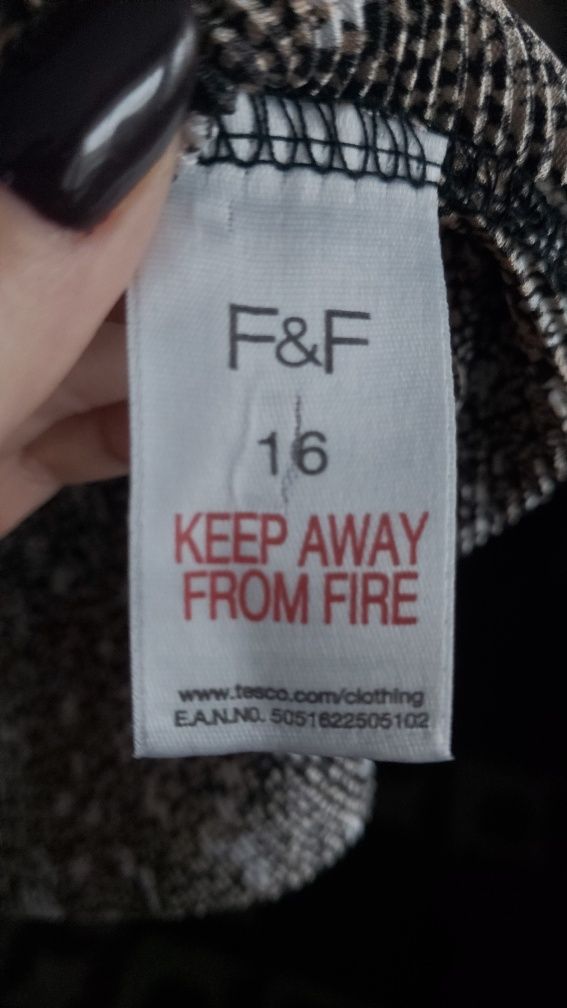 F&F
16
KEEP AWAY
FROM FIRE
www.tesco.com/clothing
E.A.N.NO. 5051622505102